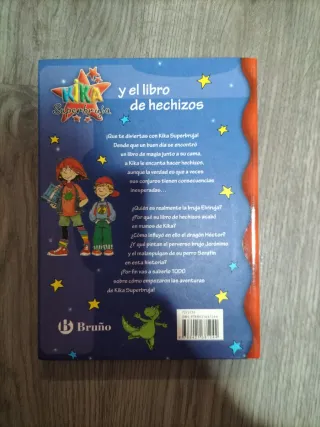 KIKA
Superbruja
y el libro
de hechizos
¡Que te diviertas con Kika Superbruja!
Desde que un buen día se encontró
un libro de magia junto a su cama,
a Kika le encanta hacer hechizos,
aunque la verdad es que a veces
sus conjuros tienen consecuencias
inesperadas...
¿Quién es realmente la bruja Elviruja?
¿Por qué su libro de hechizos acabó
en manos de Kika?
¿Cómo influyó en ello el dragón Héctor?
¿Y qué pintan el perverso brujo Jerónimo
y el malaspulgas de su perro Serafín
en esta historia?
¡Por fin vas a saberlo TODO
sobre cómo empezaron las aventuras
de Kika Superbruja!
B Bruño